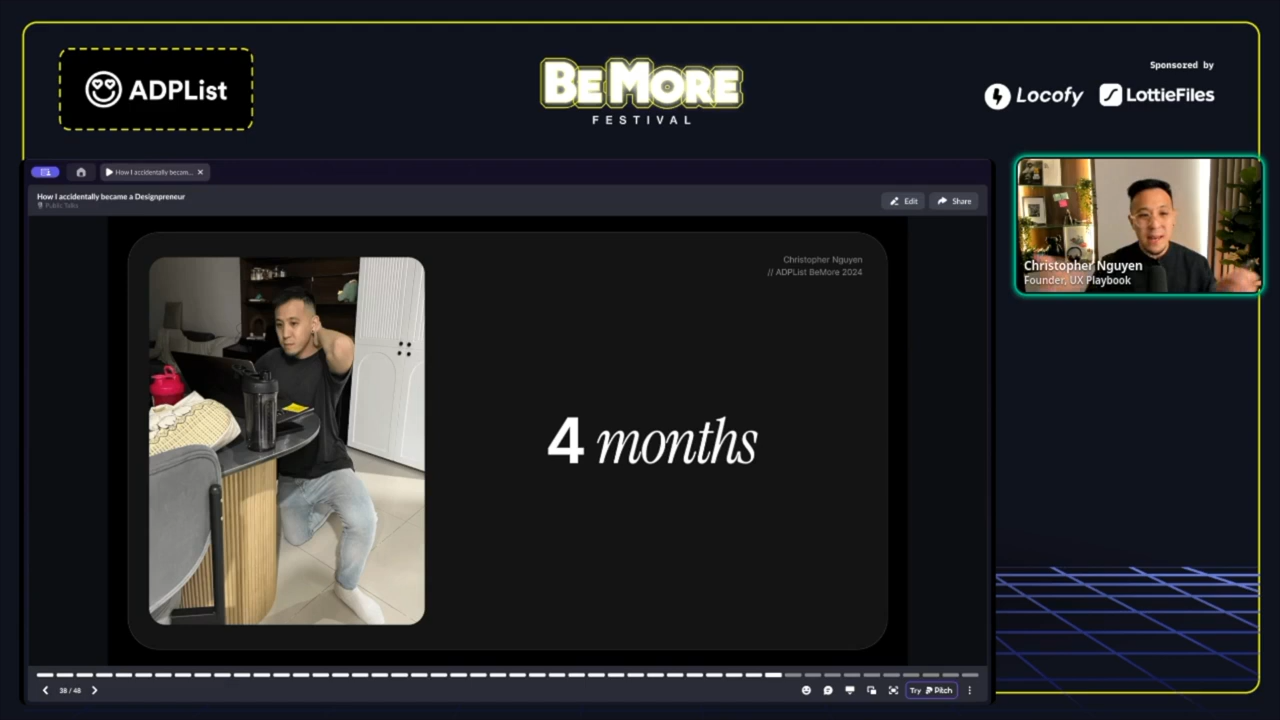 ADPList
BE MORE
FESTIVAL
Sponsored by
Locofy
LottieFiles
How I accidentally becam...
How I accidentally became a Designpreneur
Public Talks
Edit
Share
Christopher Nguyen
// ADPList BeMore 2024
4 months
Christopher Nguyen
Founder, UX Playbook
38 / 48
Try Pitch